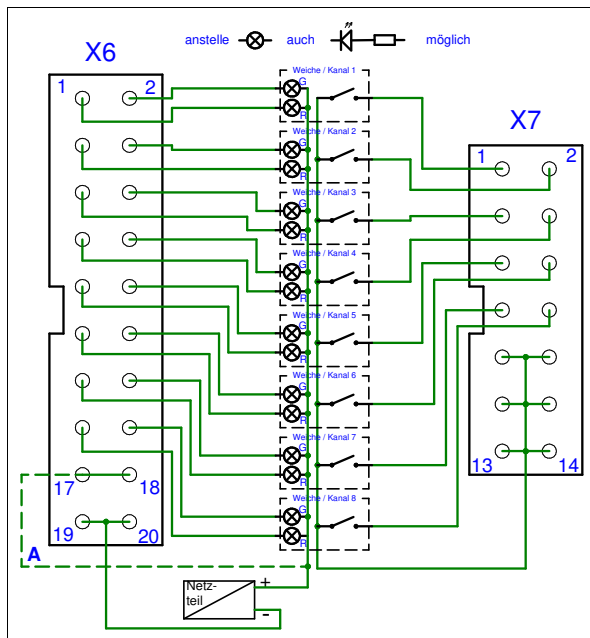 anstelle auch möglich
X6
X7
1 2
Weiche / Kanal 1
G
R
Weiche / Kanal 2
G
R
1 2
Weiche / Kanal 3
G
R
Weiche / Kanal 4
G
R
Weiche / Kanal 5
G
R
Weiche / Kanal 6
G
R
Weiche / Kanal 7
G
R
13 14
17 18
Weiche / Kanal 8
G
R
19 20
A
Netz-
teil
+
-